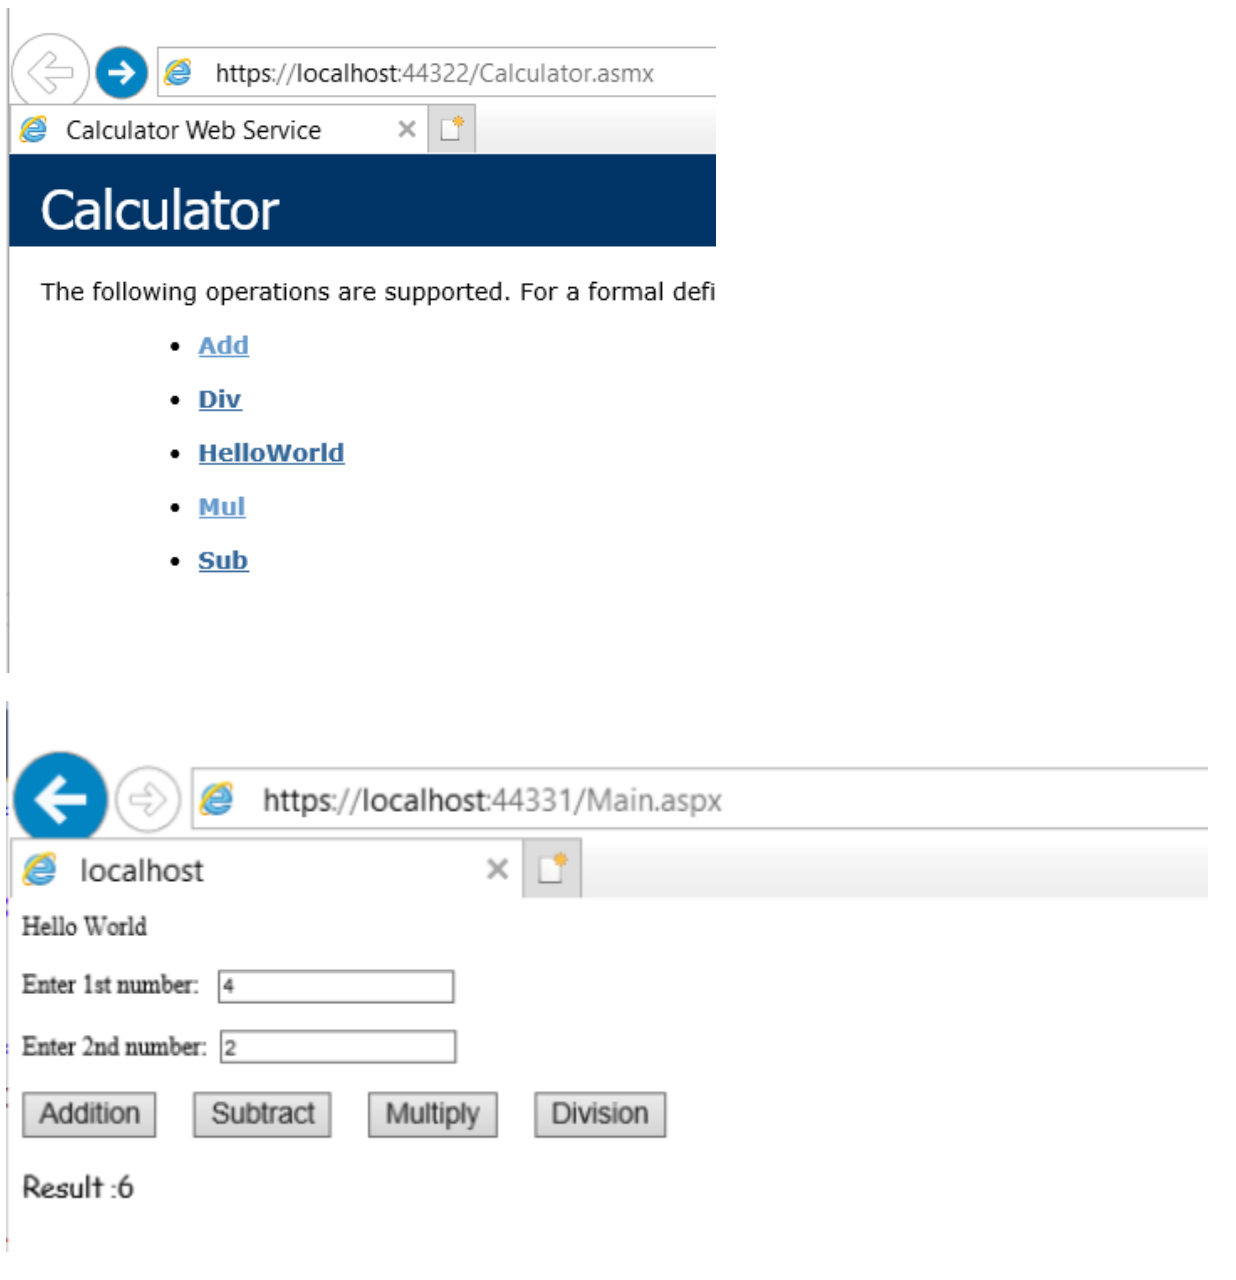 https://localhost:44322/Calculator.asmx
Calculator Web Service
Calculator
The following operations are supported. For a formal defi
Add
Div
HelloWorld
Mul
Sub
https://localhost:44331/Main.aspx
localhost
Hello World
Enter 1st number: 4
Enter 2nd number: 2
Addition Subtract Multiply Division
Result :6